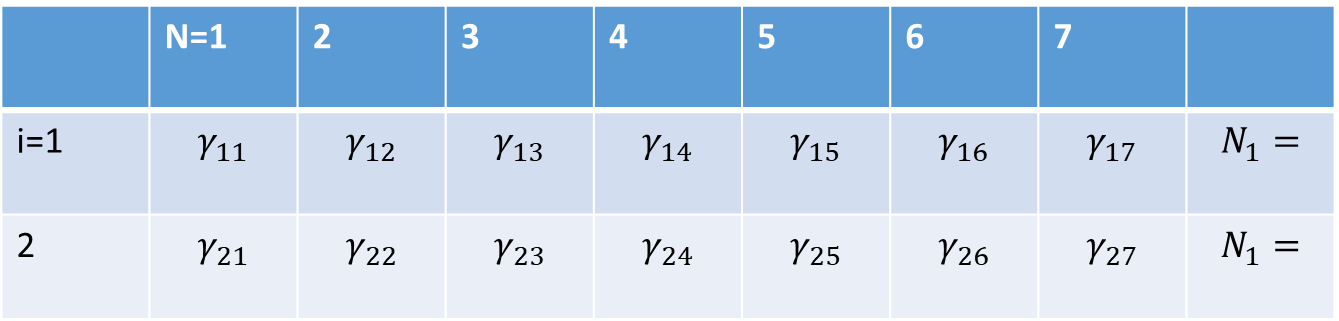 N=1 2 3 4 5 6 7
i=1 γ₁₁ γ₁₂ γ₁₃ γ₁₄ γ₁₅ γ₁₆ γ₁₇ N₁ =
2 γ₂₁ γ₂₂ γ₂₃ γ₂₄ γ₂₅ γ₂₆ γ₂₇ N₁ =